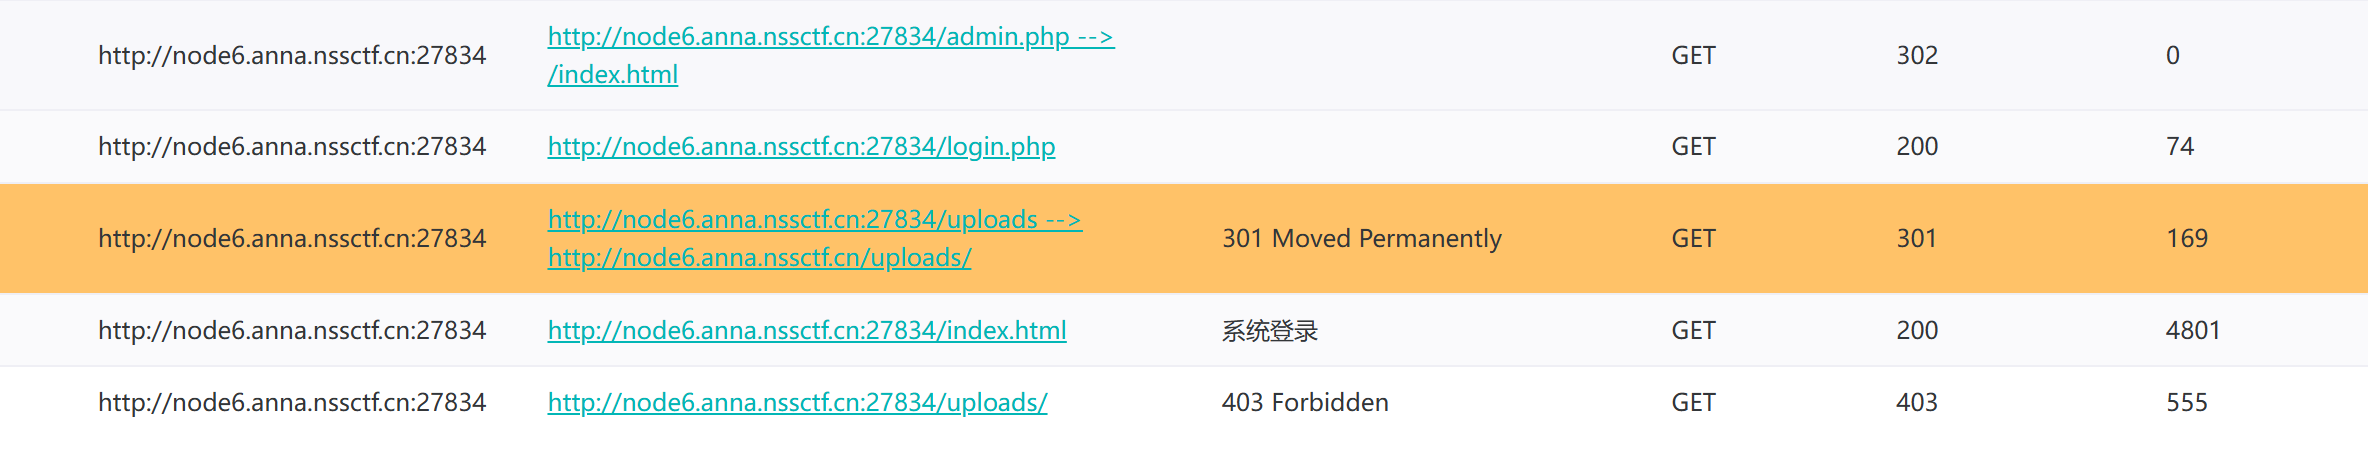 http://node6.anna.nssctf.cn:27834/admin.php -->
http://node6.anna.nssctf.cn:27834 GET 302 0
/index.html
http://node6.anna.nssctf.cn:27834 http://node6.anna.nssctf.cn:27834/login.php GET 200 74
http://node6.anna.nssctf.cn:27834/uploads -->
http://node6.anna.nssctf.cn:27834 301 Moved Permanently GET 301 169
http://node6.anna.nssctf.cn/uploads/
http://node6.anna.nssctf.cn:27834 http://node6.anna.nssctf.cn:27834/index.html 系统登录 GET 200 4801
http://node6.anna.nssctf.cn:27834 http://node6.anna.nssctf.cn:27834/uploads/ 403 Forbidden GET 403 555